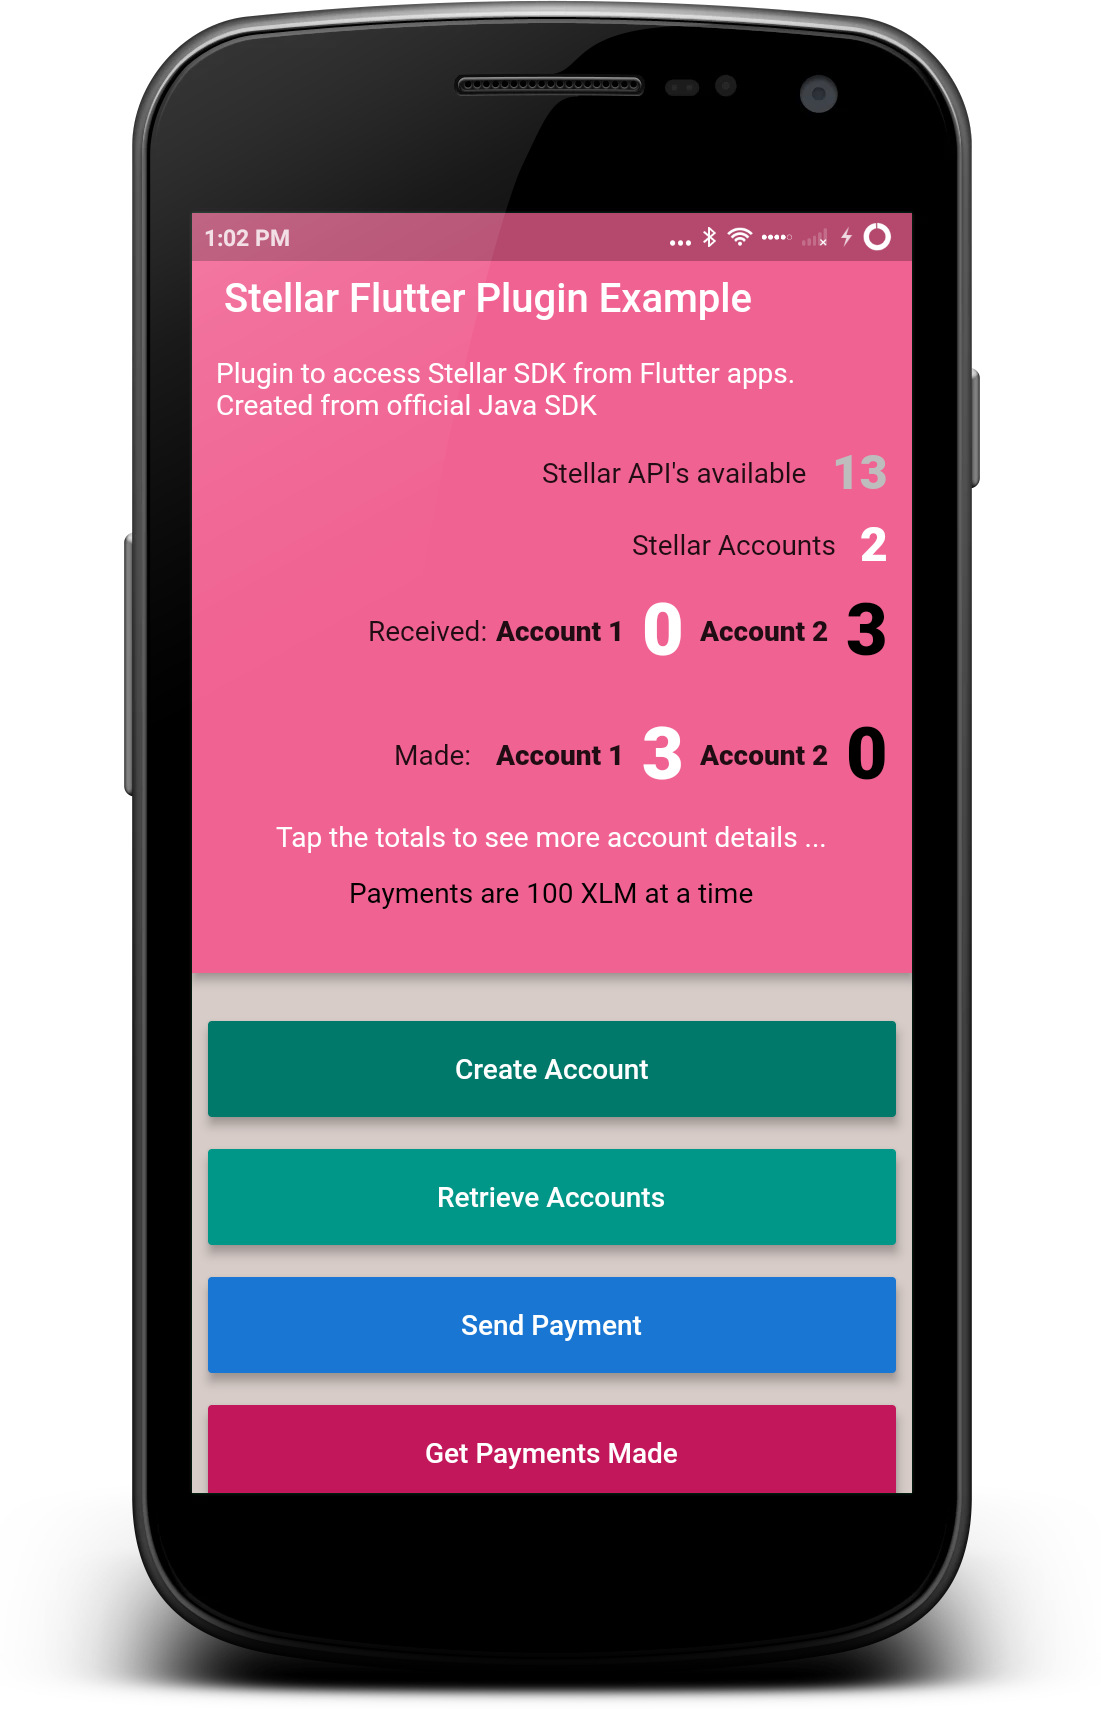 1:02 PM
Stellar Flutter Plugin Example
Plugin to access Stellar SDK from Flutter apps.
Created from official Java SDK
Stellar API's available 13
Stellar Accounts 2
Received: Account 1 0 Account 2 3
Made: Account 1 3 Account 2 0
Tap the totals to see more account details ...
Payments are 100 XLM at a time
Create Account
Retrieve Accounts
Send Payment
Get Payments Made